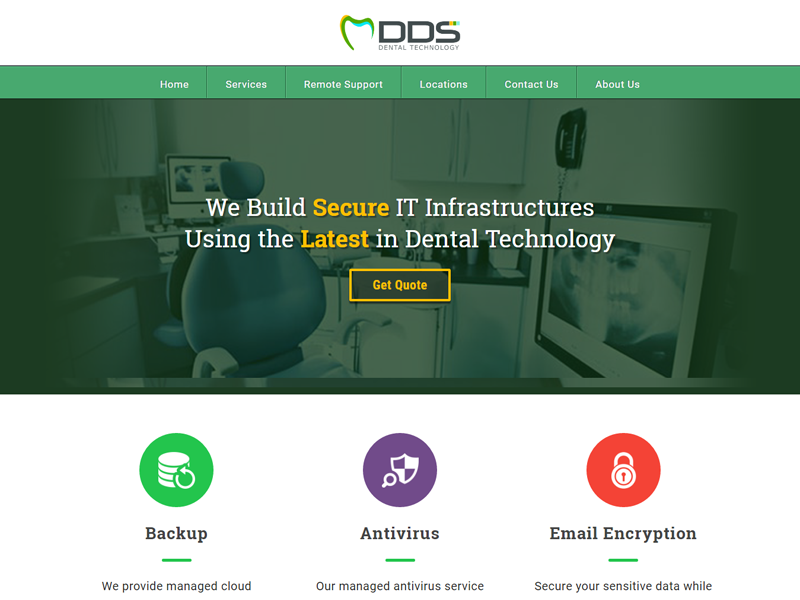 DDS
DENTAL TECHNOLOGY
Home Services Remote Support Locations Contact Us About Us
We Build Secure IT Infrastructures
Using the Latest in Dental Technology
Get Quote
Backup Antivirus Email Encryption
We provide managed cloud Our managed antivirus service Secure your sensitive data while